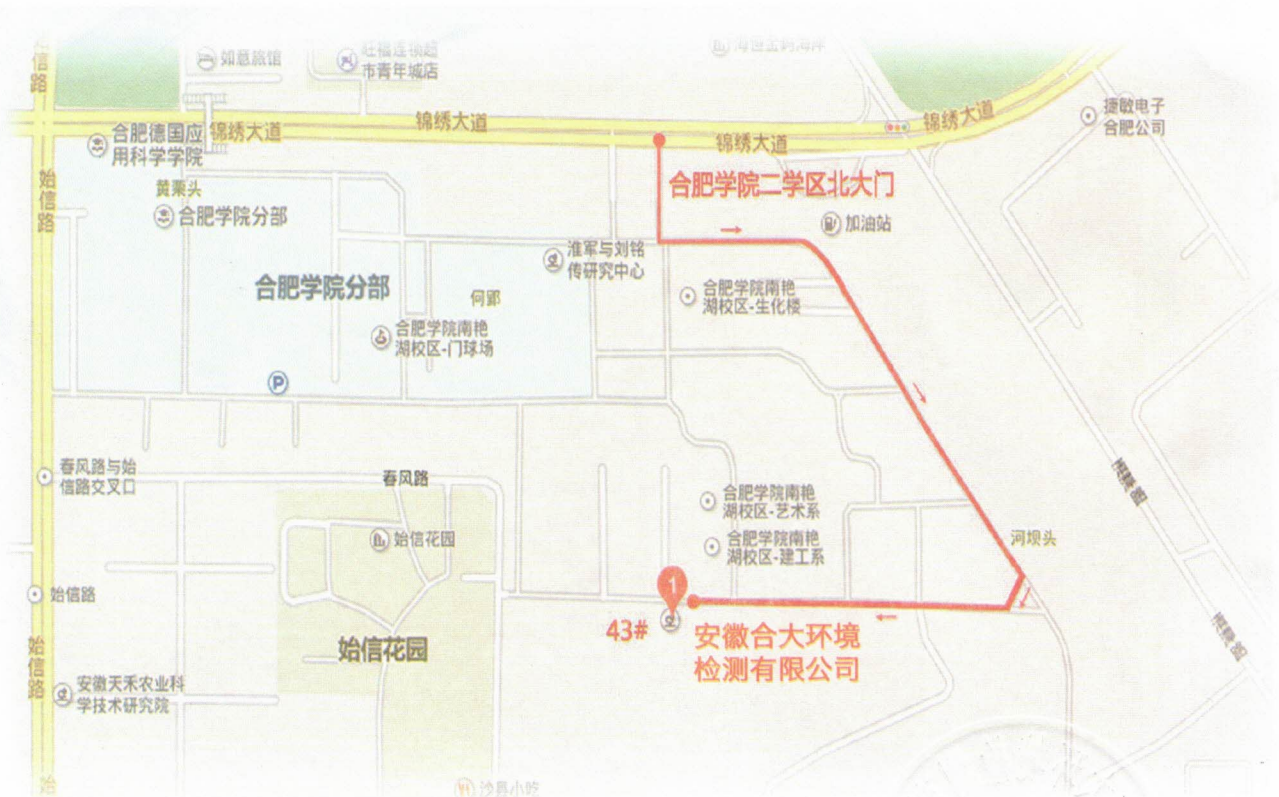 信路
如意旅馆
旺福连锁超
市青年城店
锦绣大道
锦绣大道
锦绣大道
锦绣大道
捷敏电子
合肥公司
合肥德国应
用科学学院
始信路
黄栗头
合肥学院分部
合肥学院二学区北大门
加油站
淮军与刘铭
传研究中心
合肥学院分部
何郢
合肥学院南艳
湖校区-生化楼
合肥学院南艳
湖校区-门球场
P
春风路与始
信路交叉口
春风路
合肥学院南艳
湖校区-艺术系
始信花园
合肥学院南艳
湖校区-建工系
河坝头
始信路
1
43#
安徽合大环境
检测有限公司
始信花园
始信路
安徽天禾农业科
学技术研究院
沙县小吃